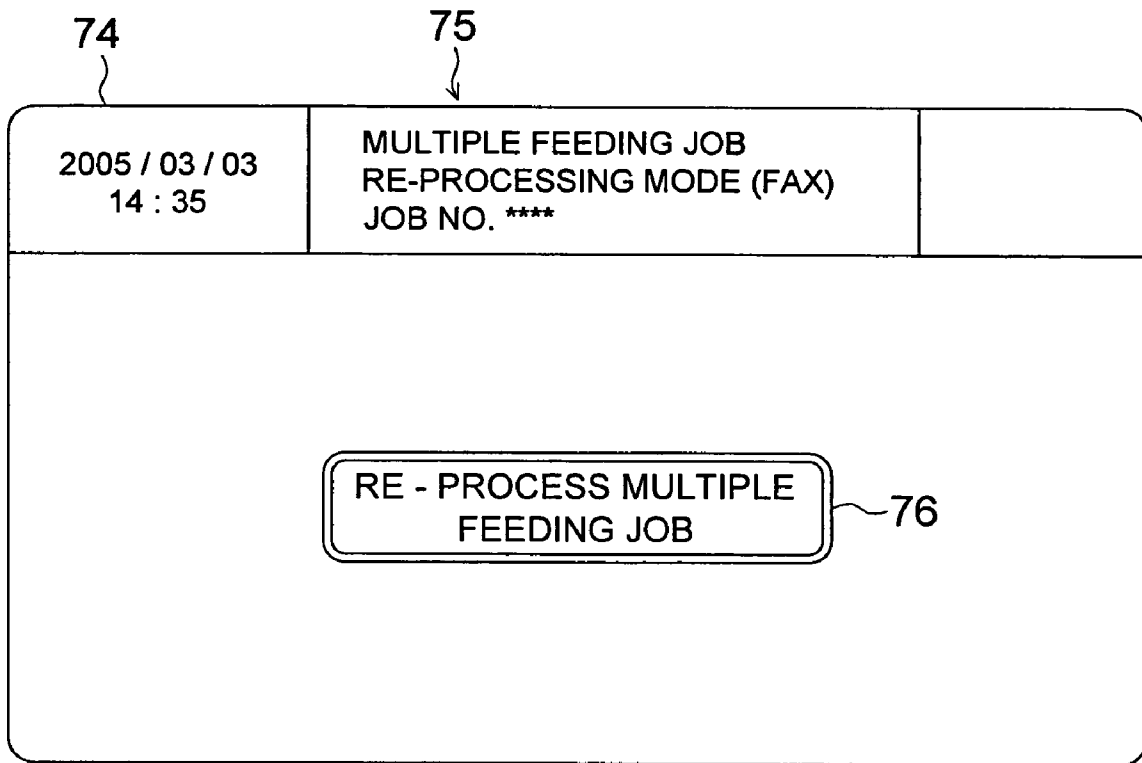 74
75
2005 / 03 / 03
14 : 35
MULTIPLE FEEDING JOB
RE-PROCESSING MODE (FAX)
JOB NO. ****
RE - PROCESS MULTIPLE
FEEDING JOB
76